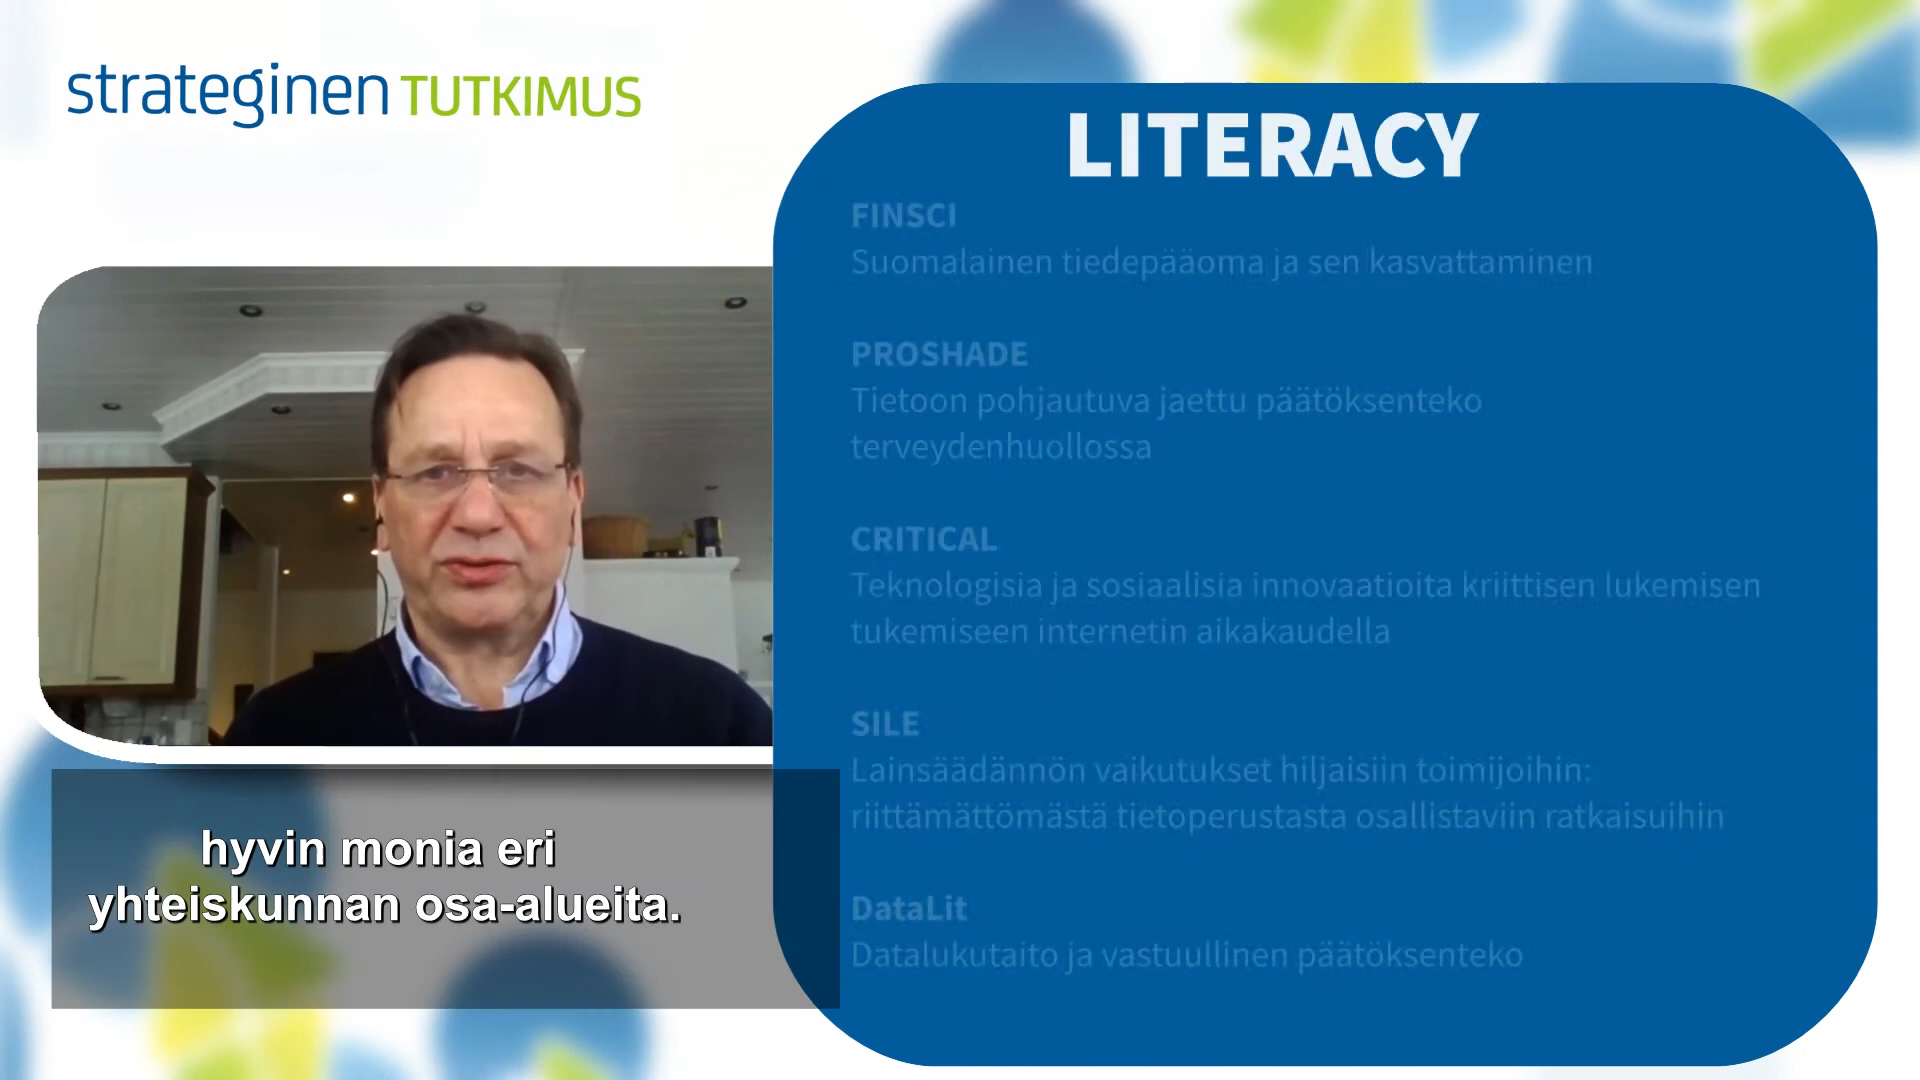 strateginen TUTKIMUS
LITERACY
FINSCI
Suomalainen tiedepääoma ja sen kasvattaminen
PROSHADE
Tietoon pohjautuva jaettu päätöksenteko
terveydenhuollossa
CRITICAL
Teknologisia ja sosiaalisia innovaatioita kriittisen lukemisen
tukemiseen internetin aikakaudella
SILE
Lainsäädännön vaikutukset hiljaisiin toimijoihin:
riittämättömästä tietoperustasta osallistaviin ratkaisuihin
DataLit
Datalukutaito ja vastuullinen päätöksenteko
hyvin monia eri
yhteiskunnan osa-alueita.